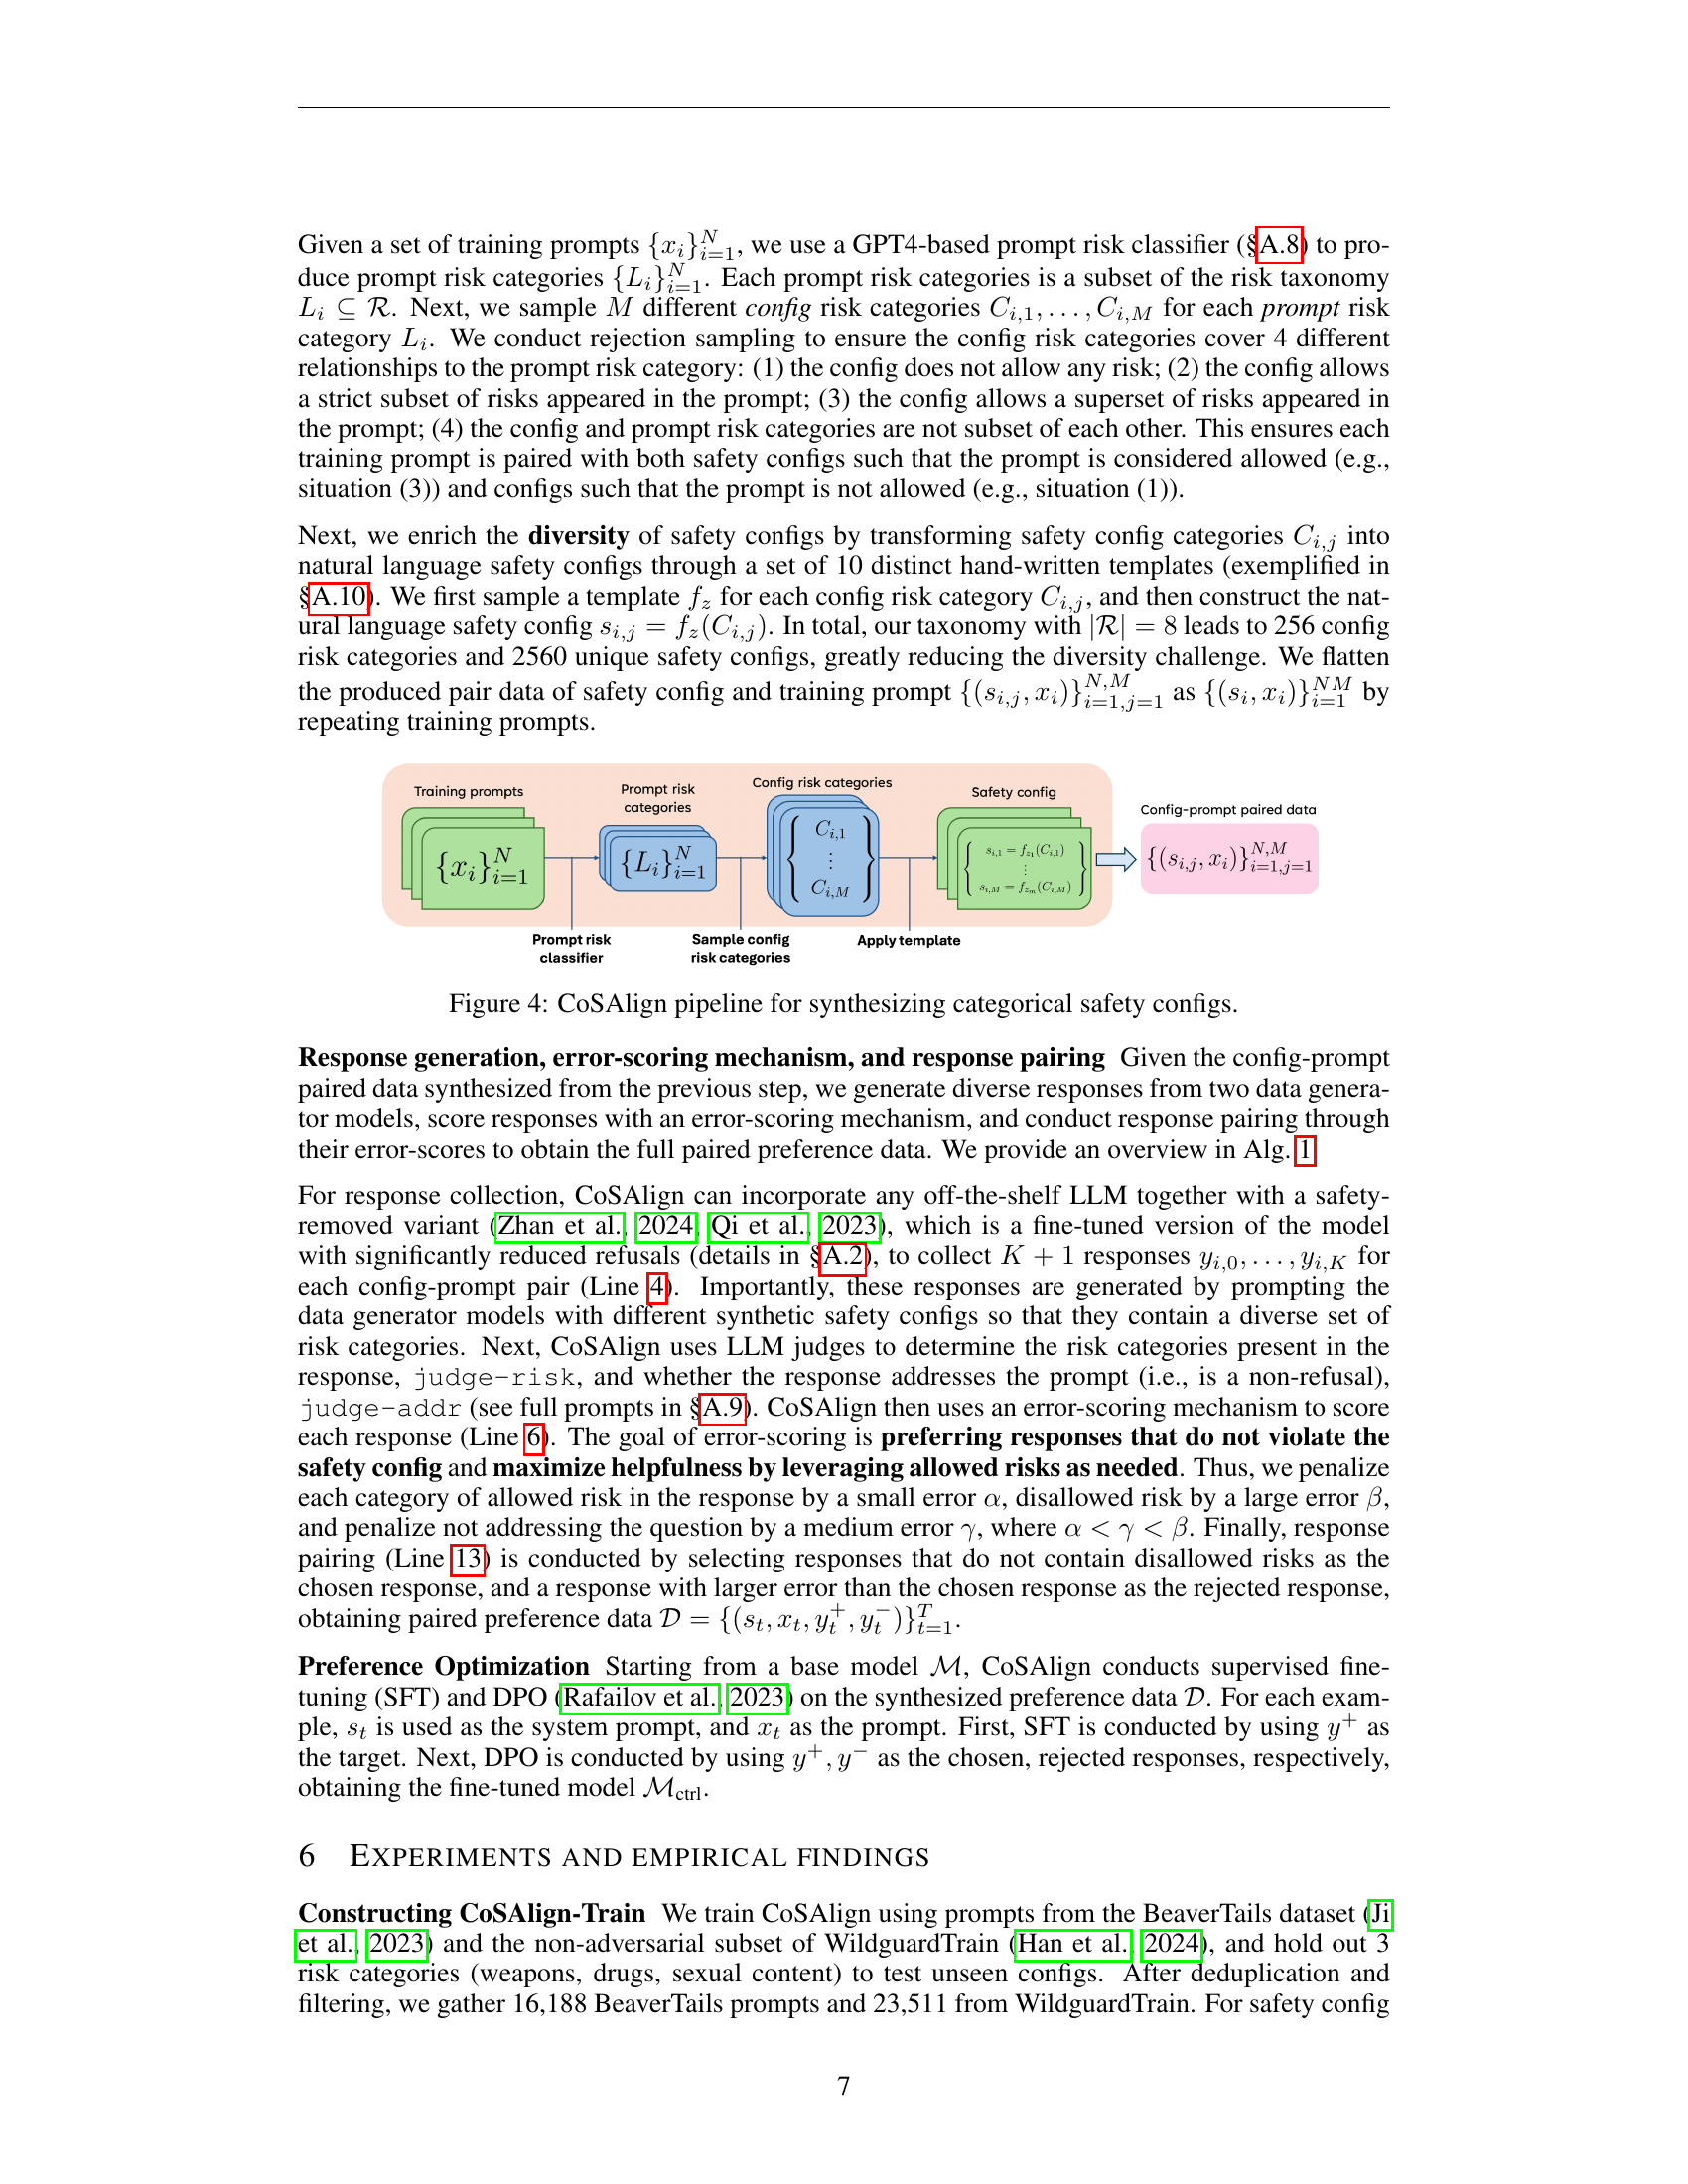 Given a set of training prompts {x_i}_{i=1}^N, we use a GPT4-based prompt risk classifier (§A.8) to pro-
duce prompt risk categories {L_i}_{i=1}^N. Each prompt risk categories is a subset of the risk taxonomy
L_i ⊆ R. Next, we sample M different config risk categories C_{i,1}, . . . , C_{i,M} for each prompt risk
category L_i. We conduct rejection sampling to ensure the config risk categories cover 4 different
relationships to the prompt risk category: (1) the config does not allow any risk; (2) the config allows
a strict subset of risks appeared in the prompt; (3) the config allows a superset of risks appeared in
the prompt; (4) the config and prompt risk categories are not subset of each other. This ensures each
training prompt is paired with both safety configs such that the prompt is considered allowed (e.g.,
situation (3)) and configs such that the prompt is not allowed (e.g., situation (1)).
Next, we enrich the diversity of safety configs by transforming safety config categories C_{i,j} into
natural language safety configs through a set of 10 distinct hand-written templates (exemplified in
§A.10). We first sample a template f_z for each config risk category C_{i,j}, and then construct the nat-
ural language safety config s_{i,j} = f_z(C_{i,j}). In total, our taxonomy with |R| = 8 leads to 256 config
risk categories and 2560 unique safety configs, greatly reducing the diversity challenge. We flatten
the produced pair data of safety config and training prompt {(s_{i,j}, x_i)}_{i=1,j=1}^{N,M} as {(s_i, x_i)}_{i=1}^{NM} by
repeating training prompts.
Training prompts
{x_i}_{i=1}^N
Prompt risk
categories
{L_i}_{i=1}^N
Config risk categories
C_{i,1}
⋮
C_{i,M}
Safety config
s_{i,1} = f_{z_1}(C_{i,1})
⋮
s_{i,M} = f_{z_m}(C_{i,M})
Config-prompt paired data
{(s_{i,j}, x_i)}_{i=1,j=1}^{N,M}
Prompt risk
classifier
Sample config
risk categories
Apply template
Figure 4: CoSAlign pipeline for synthesizing categorical safety configs.
Response generation, error-scoring mechanism, and response pairing Given the config-prompt
paired data synthesized from the previous step, we generate diverse responses from two data genera-
tor models, score responses with an error-scoring mechanism, and conduct response pairing through
their error-scores to obtain the full paired preference data. We provide an overview in Alg. 1
For response collection, CoSAlign can incorporate any off-the-shelf LLM together with a safety-
removed variant (Zhan et al., 2024; Qi et al., 2023), which is a fine-tuned version of the model
with significantly reduced refusals (details in §A.2), to collect K + 1 responses y_{i,0}, . . . , y_{i,K} for
each config-prompt pair (Line 4). Importantly, these responses are generated by prompting the
data generator models with different synthetic safety configs so that they contain a diverse set of
risk categories. Next, CoSAlign uses LLM judges to determine the risk categories present in the
response, judge-risk, and whether the response addresses the prompt (i.e., is a non-refusal),
judge-addr (see full prompts in §A.9). CoSAlign then uses an error-scoring mechanism to score
each response (Line 6). The goal of error-scoring is preferring responses that do not violate the
safety config and maximize helpfulness by leveraging allowed risks as needed. Thus, we penalize
each category of allowed risk in the response by a small error α, disallowed risk by a large error β,
and penalize not addressing the question by a medium error γ, where α < γ < β. Finally, response
pairing (Line 13) is conducted by selecting responses that do not contain disallowed risks as the
chosen response, and a response with larger error than the chosen response as the rejected response,
obtaining paired preference data D = {(s_t, x_t, y_t^+, y_t^-)}_{t=1}^T.
Preference Optimization Starting from a base model M, CoSAlign conducts supervised fine-
tuning (SFT) and DPO (Rafailov et al., 2023) on the synthesized preference data D. For each exam-
ple, s_t is used as the system prompt, and x_t as the prompt. First, SFT is conducted by using y^+ as
the target. Next, DPO is conducted by using y^+, y^- as the chosen, rejected responses, respectively,
obtaining the fine-tuned model M_ctrl.
6 EXPERIMENTS AND EMPIRICAL FINDINGS
Constructing CoSAlign-Train We train CoSAlign using prompts from the BeaverTails dataset (Ji
et al., 2023) and the non-adversarial subset of WildguardTrain (Han et al., 2024), and hold out 3
risk categories (weapons, drugs, sexual content) to test unseen configs. After deduplication and
filtering, we gather 16,188 BeaverTails prompts and 23,511 from WildguardTrain. For safety config
7